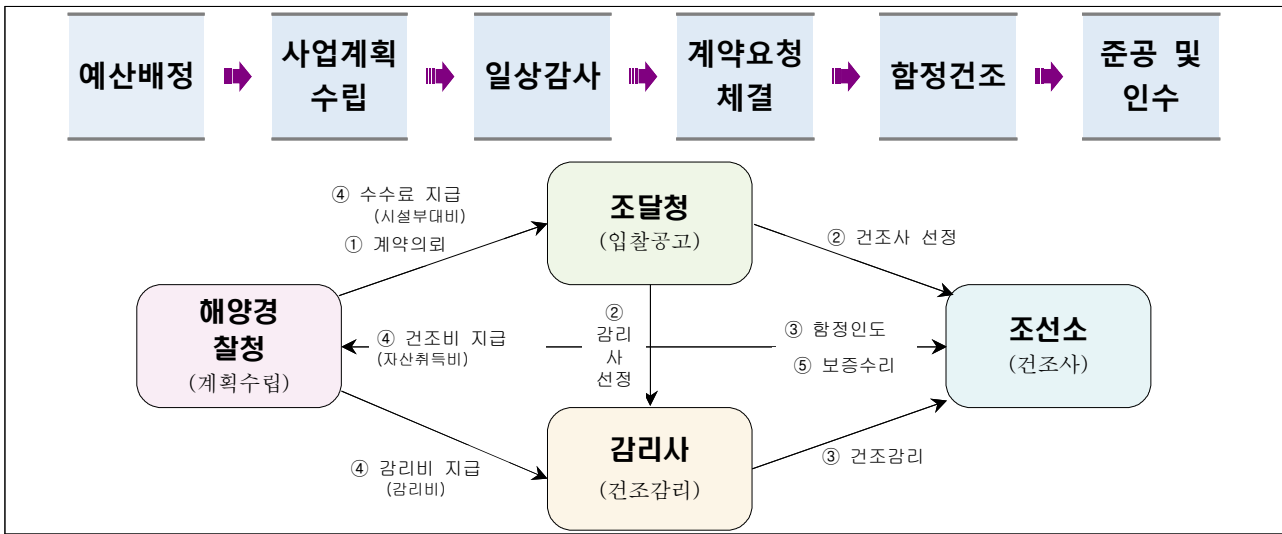 예산배정
사업계획
수립
일상감사
계약요청
체결
함정건조
준공 및
인수
④ 수수료 지급
(시설부대비)
① 계약의뢰
조달청
(입찰공고)
② 건조사 선정
해양경
찰청
(계획수립)
④ 건조비 지급
(자산취득비)
②
감리
사
선정
③ 함정인도
⑤ 보증수리
조선소
(건조사)
④ 감리비 지급
(감리비)
감리사
(건조감리)
③ 건조감리